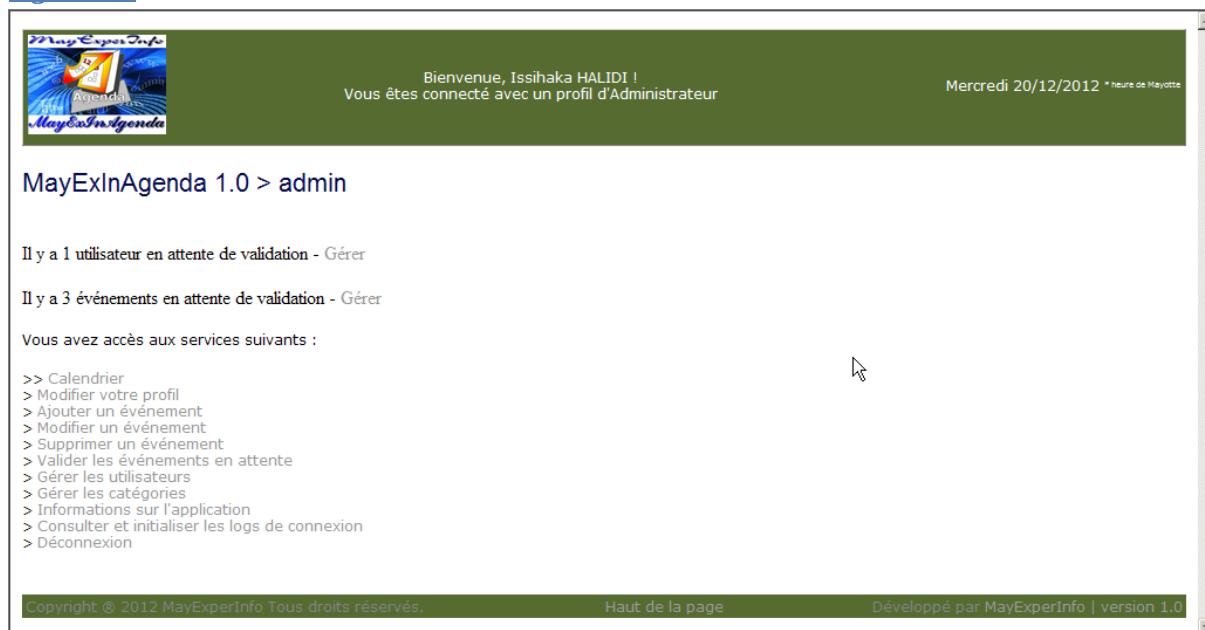 MayExperInfo
Agenda
MayExInAgenda
Bienvenue, Issihaka HALIDI !
Vous êtes connecté avec un profil d'Administrateur
Mercredi 20/12/2012 * heure de Mayotte
MayExInAgenda 1.0 > admin
Il y a 1 utilisateur en attente de validation - Gérer
Il y a 3 événements en attente de validation - Gérer
Vous avez accès aux services suivants :
>> Calendrier
> Modifier votre profil
> Ajouter un événement
> Modifier un événement
> Supprimer un événement
> Valider les événements en attente
> Gérer les utilisateurs
> Gérer les catégories
> Informations sur l'application
> Consulter et initialiser les logs de connexion
> Déconnexion
Copyright ® 2012 MayExperInfo Tous droits réservés.
Haut de la page
Développé par MayExperInfo | version 1.0